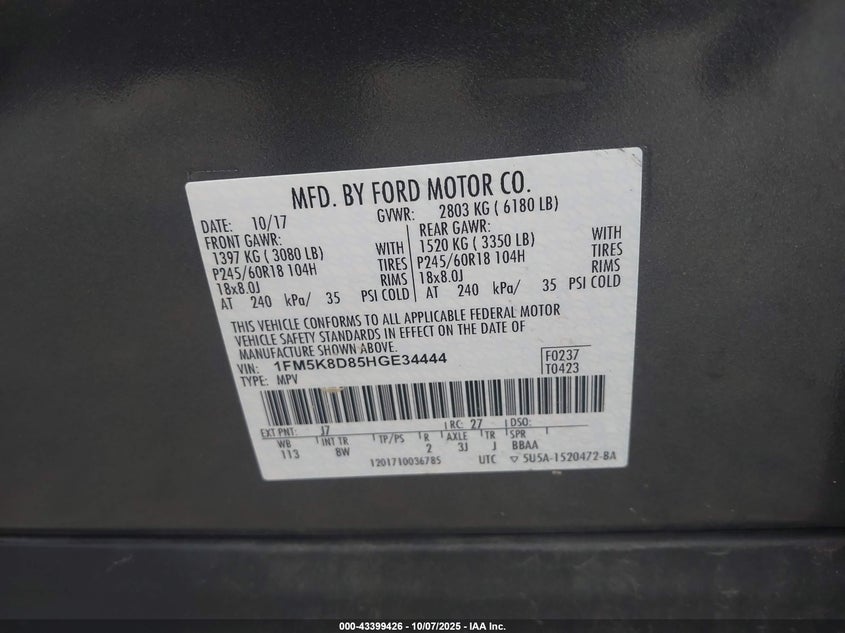 MFD. BY FORD MOTOR CO.
DATE: 10/17 GVWR: 2803 KG ( 6180 LB)
FRONT GAWR: REAR GAWR:
1397 KG ( 3080 LB) WITH 1520 KG ( 3350 LB) WITH
P245/60R18 104H TIRES P245/60R18 104H TIRES
18x8.0J RIMS 18x8.0J RIMS
AT 240 kPa/ 35 PSI COLD AT 240 kPa/ 35 PSI COLD
THIS VEHICLE CONFORMS TO ALL APPLICABLE FEDERAL MOTOR
VEHICLE SAFETY STANDARDS IN EFFECT ON THE DATE OF
MANUFACTURE SHOWN ABOVE.
VIN: 1FM5K8D85HGE34444 F0237
TYPE: MPV T0423
EXT PNT: J7 RC: 27 DSO:
WB INT TR TP/PS R AXLE TR SPR
113 8W 2 3J J BBAA
1201710036785 UTC ▽ 5U5A-1520472-BA
000-43399426 - 10/07/2025 - IAA Inc.